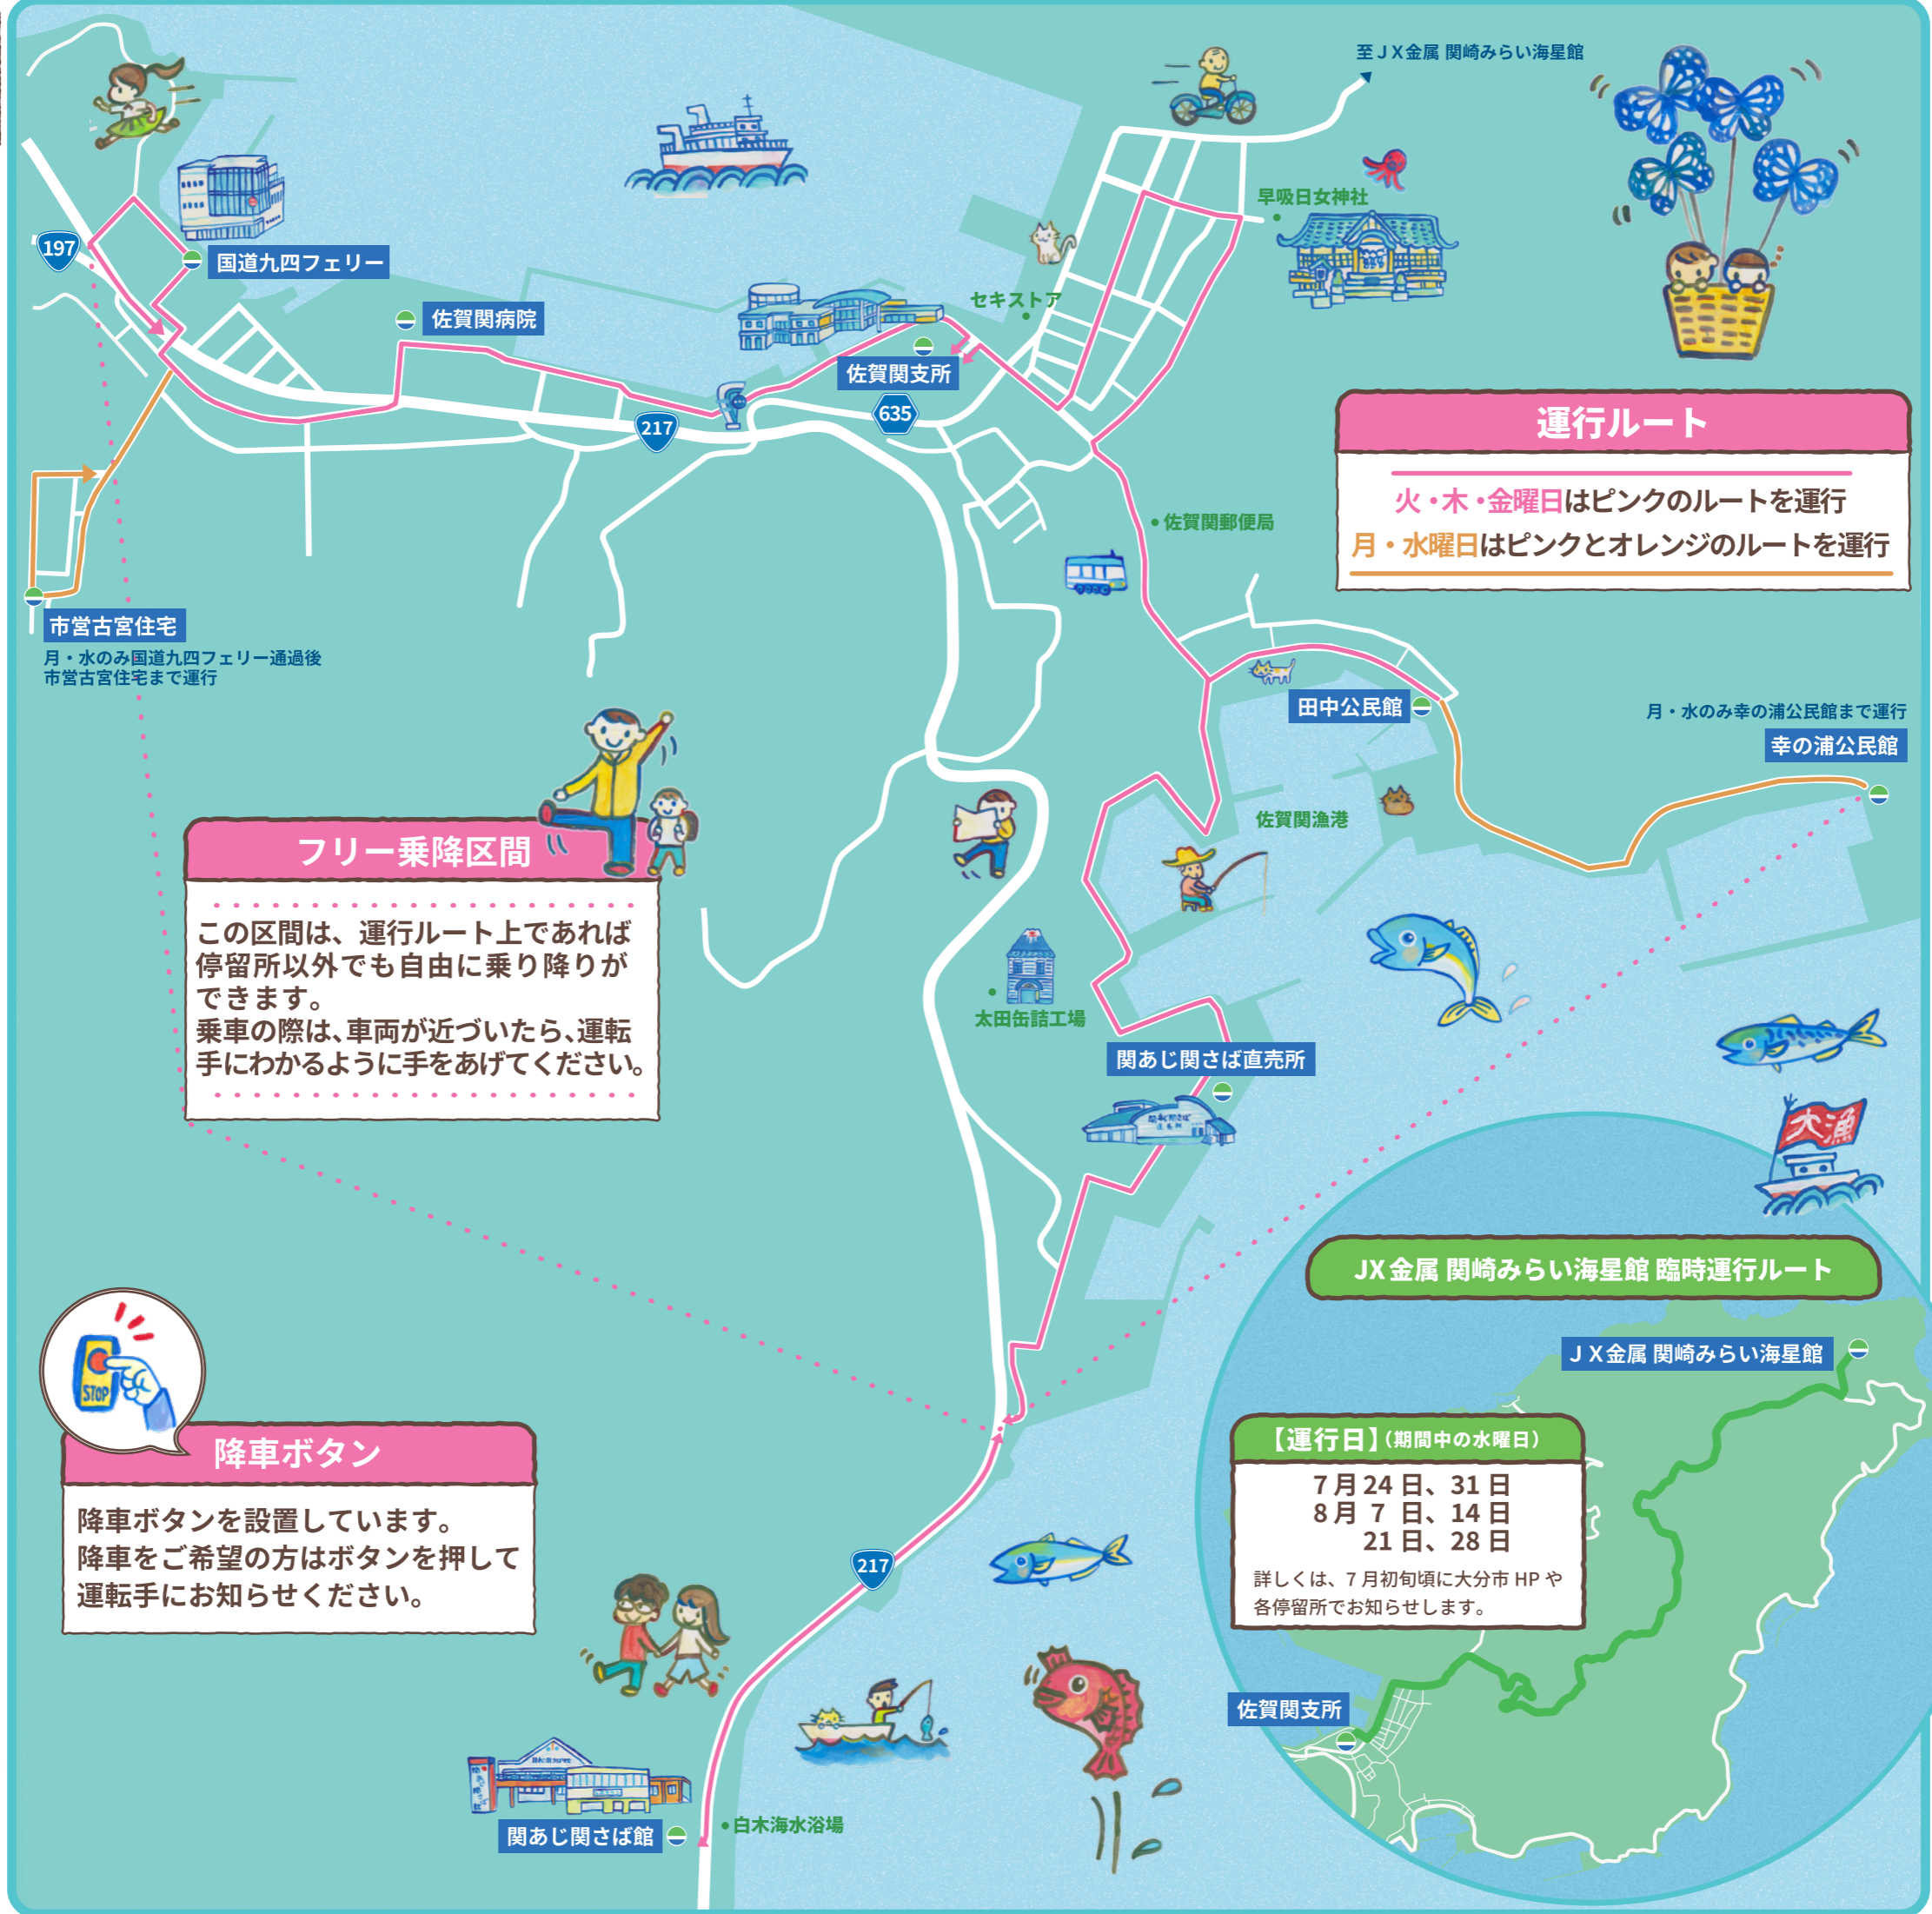 至ＪＸ金属 関崎みらい海星館
早吸日女神社
197
国道九四フェリー
佐賀関病院
セキストア
佐賀関支所
635
217
運行ルート
火・木・金曜日はピンクのルートを運行
月・水曜日はピンクとオレンジのルートを運行
佐賀関郵便局
市営古宮住宅
月・水のみ国道九四フェリー通過後
市営古宮住宅まで運行
田中公民館
月・水のみ幸の浦公民館まで運行
幸の浦公民館
佐賀関漁港
フリー乗降区間
この区間は、運行ルート上であれば
停留所以外でも自由に乗り降りが
できます。
乗車の際は、車両が近づいたら、運転
手にわかるように手をあげてください。
太田缶詰工場
関あじ関さば直売所
関あじ関さば
直売所
大漁
JX金属 関崎みらい海星館 臨時運行ルート
ＪＸ金属 関崎みらい海星館
【運行日】（期間中の水曜日）
7月24日、31日
8月 7 日、14日
21日、28日
詳しくは、7月初旬頃に大分市HPや
各停留所でお知らせします。
佐賀関支所
STOP
降車ボタン
降車ボタンを設置しています。
降車をご希望の方はボタンを押して
運転手にお知らせください。
217
関あじ関さば館
白木海水浴場